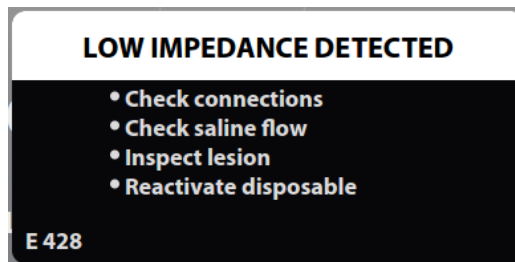 LOW IMPEDANCE DETECTED
• Check connections
• Check saline flow
• Inspect lesion
• Reactivate disposable
E 428